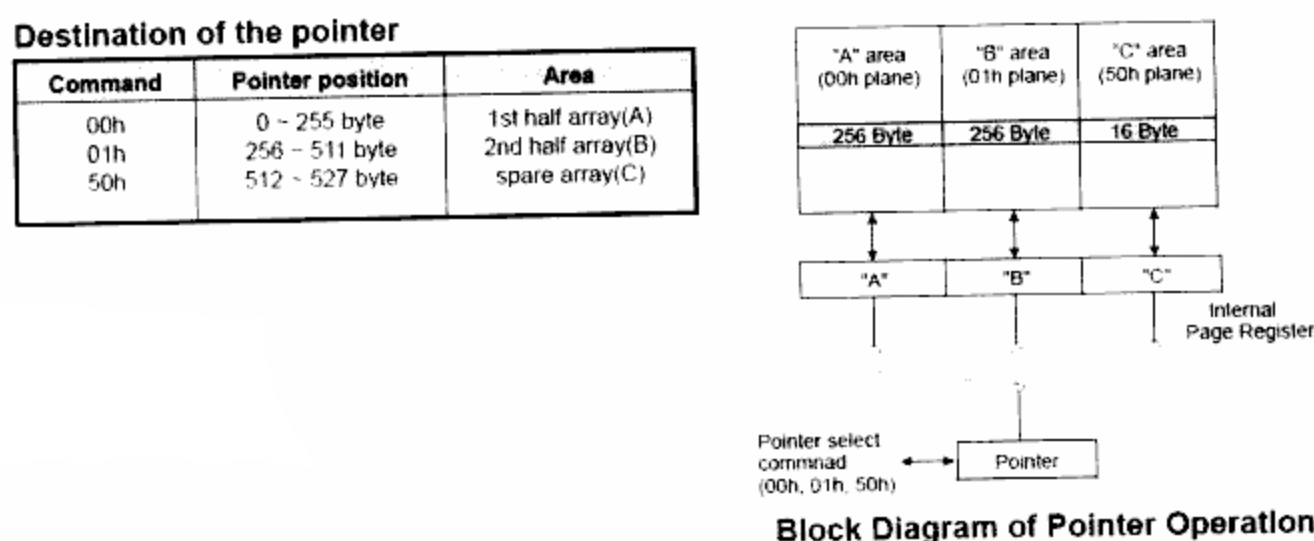 Destination of the pointer
Command Pointer position Area
00h 0 ~ 255 byte 1st half array(A)
01h 256 ~ 511 byte 2nd half array(B)
50h 512 ~ 527 byte spare array(C)
"A" area "B" area "C" area
(00h plane) (01h plane) (50h plane)
256 Byte 256 Byte 16 Byte
"A" "B" "C"
Internal
Page Register
Pointer select
commnad
(00h, 01h, 50h)
Pointer
Block Diagram of Pointer Operation